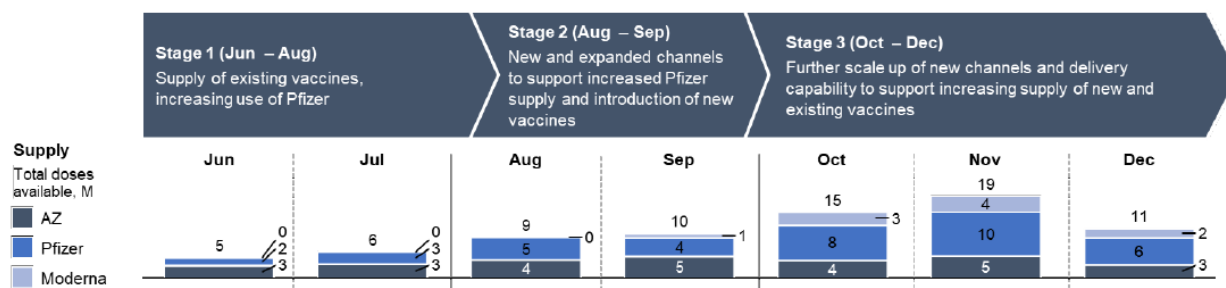 Stage 1 (Jun – Aug)
Supply of existing vaccines,
increasing use of Pfizer
Stage 2 (Aug – Sep)
New and expanded channels
to support increased Pfizer
supply and introduction of new
vaccines
Stage 3 (Oct – Dec)
Further scale up of new channels and delivery
capability to support increasing supply of new and
existing vaccines
Supply
Total doses
available, M
AZ
Pfizer
Moderna
Jun
5
0
2
3
Jul
6
0
3
3
Aug
9
0
5
4
Sep
10
1
4
5
Oct
15
3
8
4
Nov
19
4
10
5
Dec
11
2
6
3